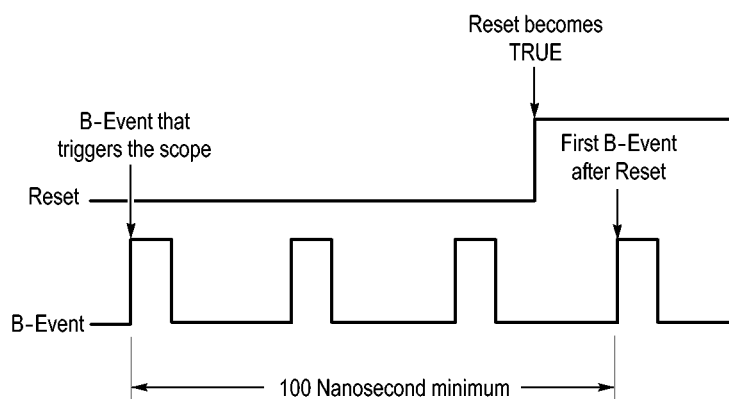 Reset becomes
TRUE
B-Event that
triggers the scope
First B-Event
after Reset
Reset
B-Event
100 Nanosecond minimum